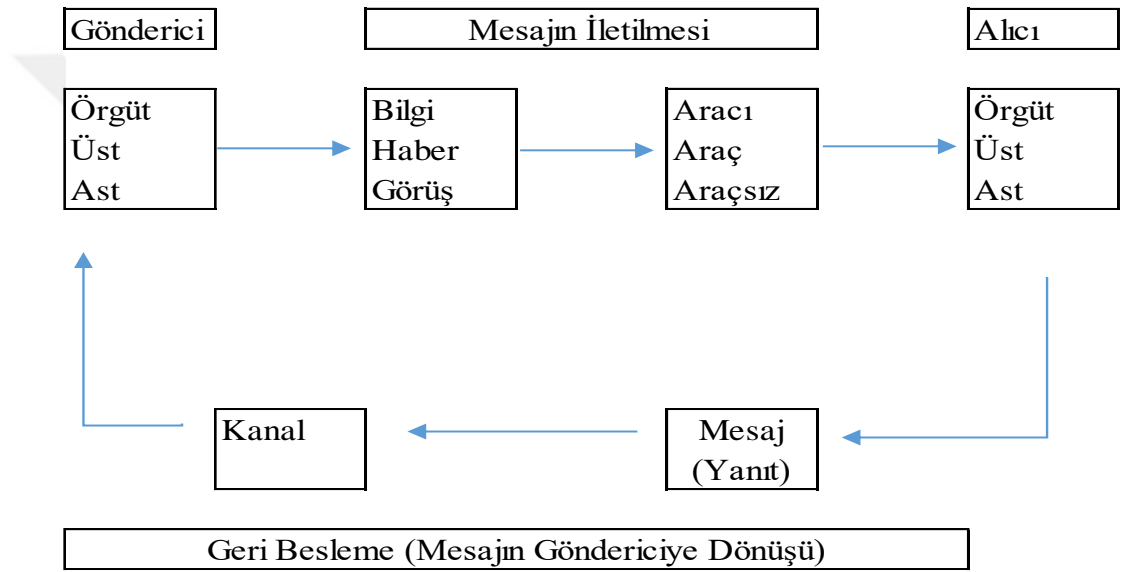 Gönderici
Mesajın İletilmesi
Alıcı
Örgüt
Üst
Ast
Bilgi
Haber
Görüş
Aracı
Araç
Araçsız
Örgüt
Üst
Ast
Kanal
Mesaj
(Yanıt)
Geri Besleme (Mesajın Göndericiye Dönüşü)